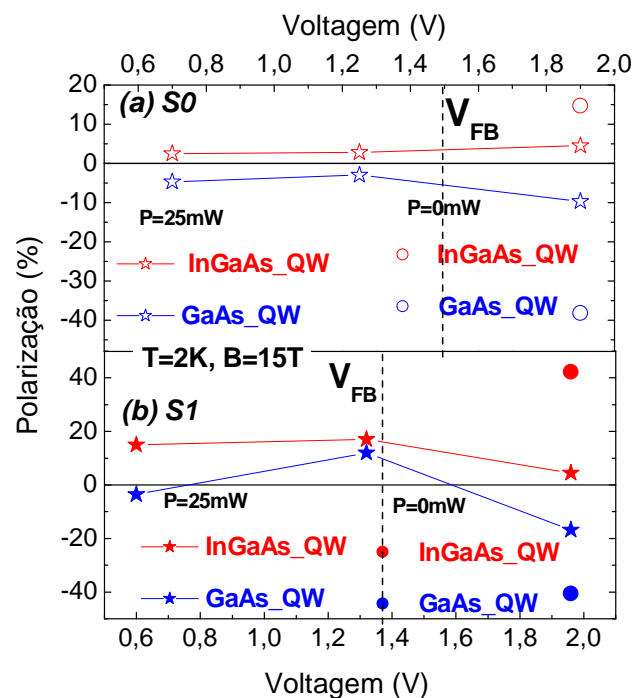 Voltagem (V)
0,6 0,8 1,0 1,2 1,4 1,6 1,8 2,0
20
10
0
-10
-20
-30
-40
(a) S0
V_FB
P=25mW
P=0mW
InGaAs_QW
InGaAs_QW
GaAs_QW
GaAs_QW
Polarização (%)
T=2K, B=15T
V_FB
40
20
0
-20
-40
(b) S1
P=25mW
P=0mW
InGaAs_QW
InGaAs_QW
GaAs_QW
GaAs_QW
0,6 0,8 1,0 1,2 1,4 1,6 1,8 2,0
Voltagem (V)